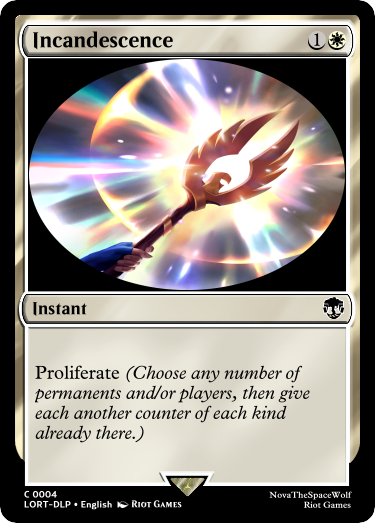 Incandescence 1
Instant
Proliferate (Choose any number of
permanents and/or players, then give
each another counter of each kind
already there.)
C 0004
LORT-DLP • English RIOT GAMES
NovaTheSpaceWolf
Riot Games